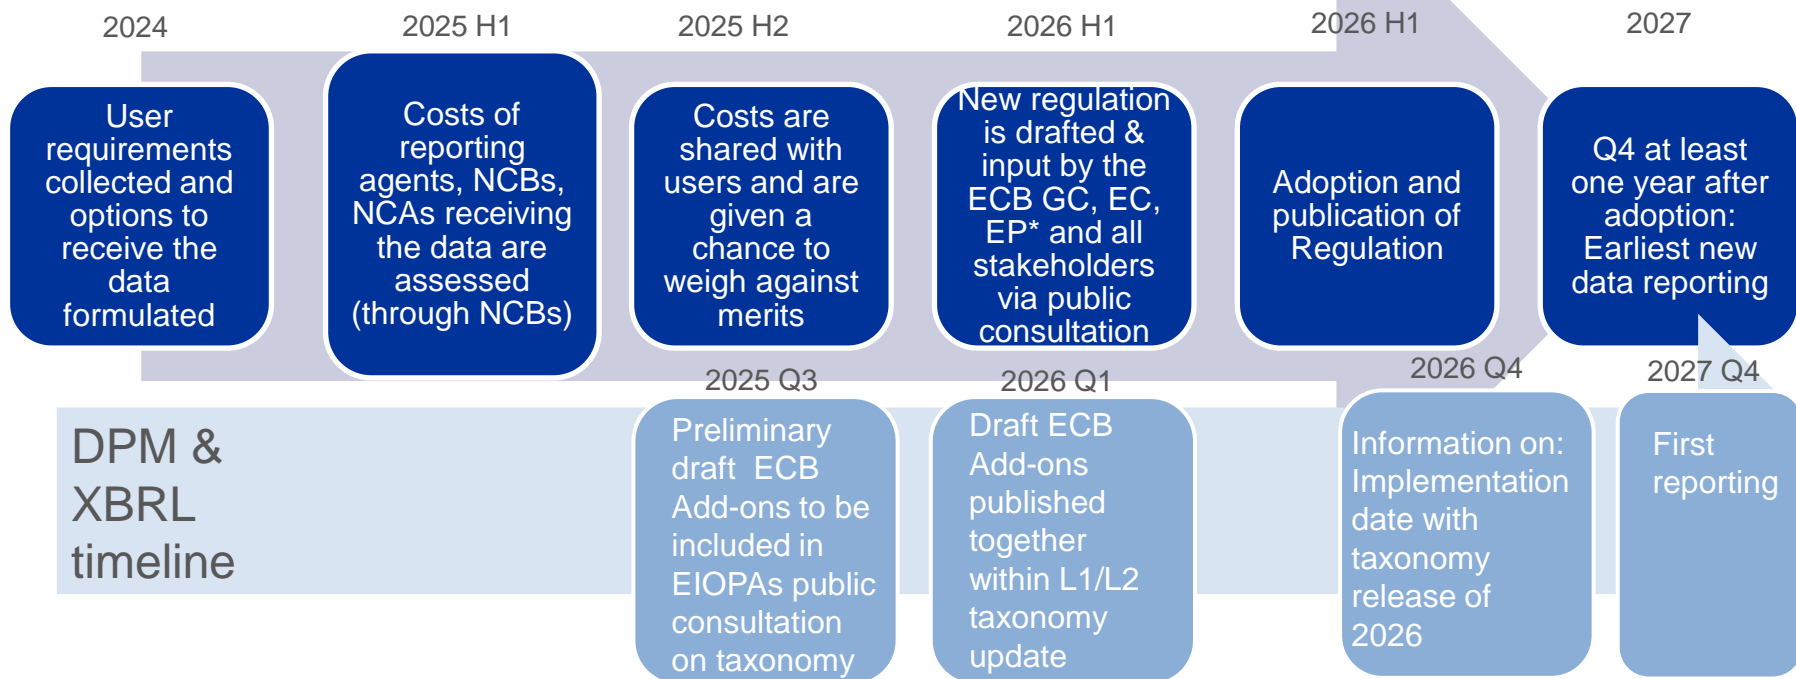 2024
2025 H1
2025 H2
2026 H1
2026 H1
2027
User
requirements
collected and
options to
receive the
data
formulated
Costs of
reporting
agents, NCBs,
NCAs receiving
the data are
assessed
(through NCBs)
Costs are
shared with
users and are
given a
chance to
weigh against
merits
New regulation
is drafted &
input by the
ECB GC, EC,
EP* and all
stakeholders
via public
consultation
Adoption and
publication of
Regulation
Q4 at least
one year after
adoption:
Earliest new
data reporting
DPM &
XBRL
timeline
2025 Q3
Preliminary
draft ECB
Add-ons to be
included in
EIOPAs public
consultation
on taxonomy
2026 Q1
Draft ECB
Add-ons
published
together
within L1/L2
taxonomy
update
2026 Q4
Information on:
Implementation
date with
taxonomy
release of
2026
2027 Q4
First
reporting